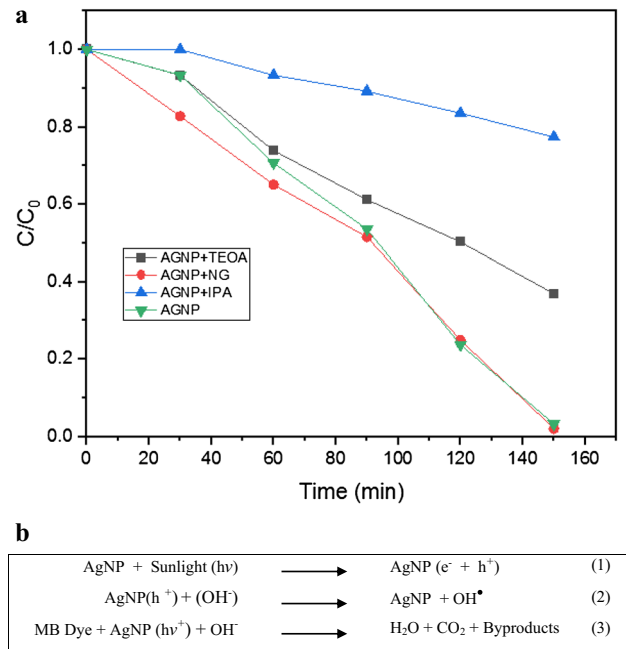 a
C/C₀
1.0
0.8
0.6
0.4
0.2
0.0
AGNP+TEOA
AGNP+NG
AGNP+IPA
AGNP
0 20 40 60 80 100 120 140 160
Time (min)
b
AgNP + Sunlight (hν) ⟶ AgNP (e⁻ + h⁺) (1)
AgNP(h⁺) + (OH⁻) ⟶ AgNP + OH• (2)
MB Dye + AgNP (hν⁺) + OH⁻ ⟶ H₂O + CO₂ + Byproducts (3)